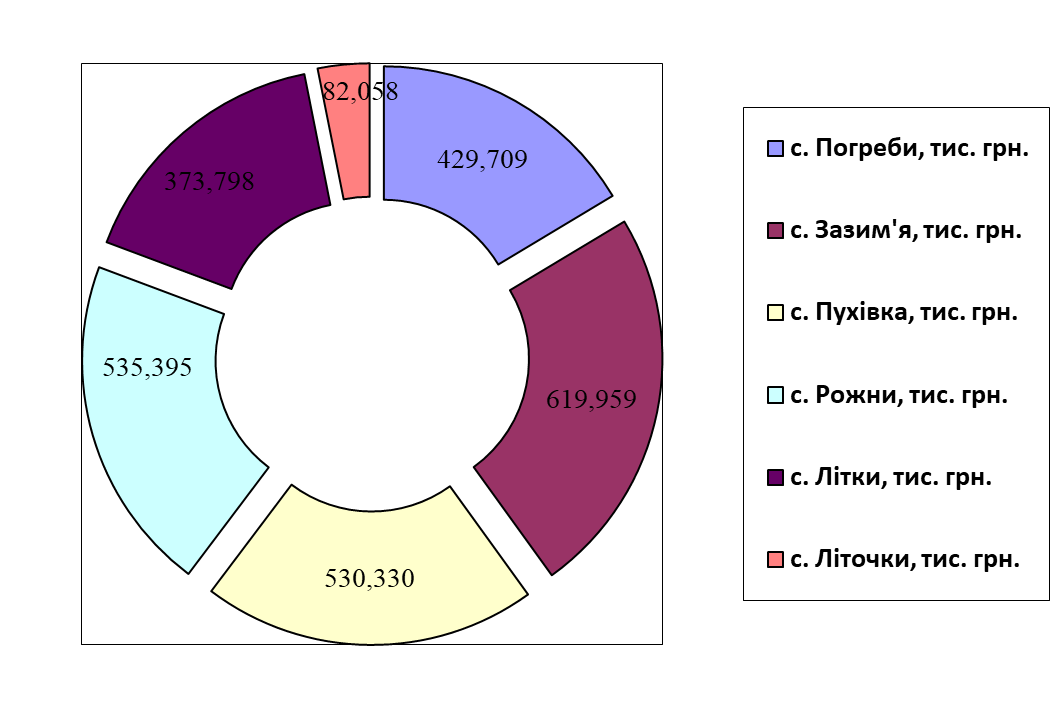 82,058
429,709
373,798
535,395
619,959
530,330
с. Погреби, тис. грн.
с. Зазим'я, тис. грн.
с. Пухівка, тис. грн.
с. Рожни, тис. грн.
с. Літки, тис. грн.
с. Літочки, тис. грн.